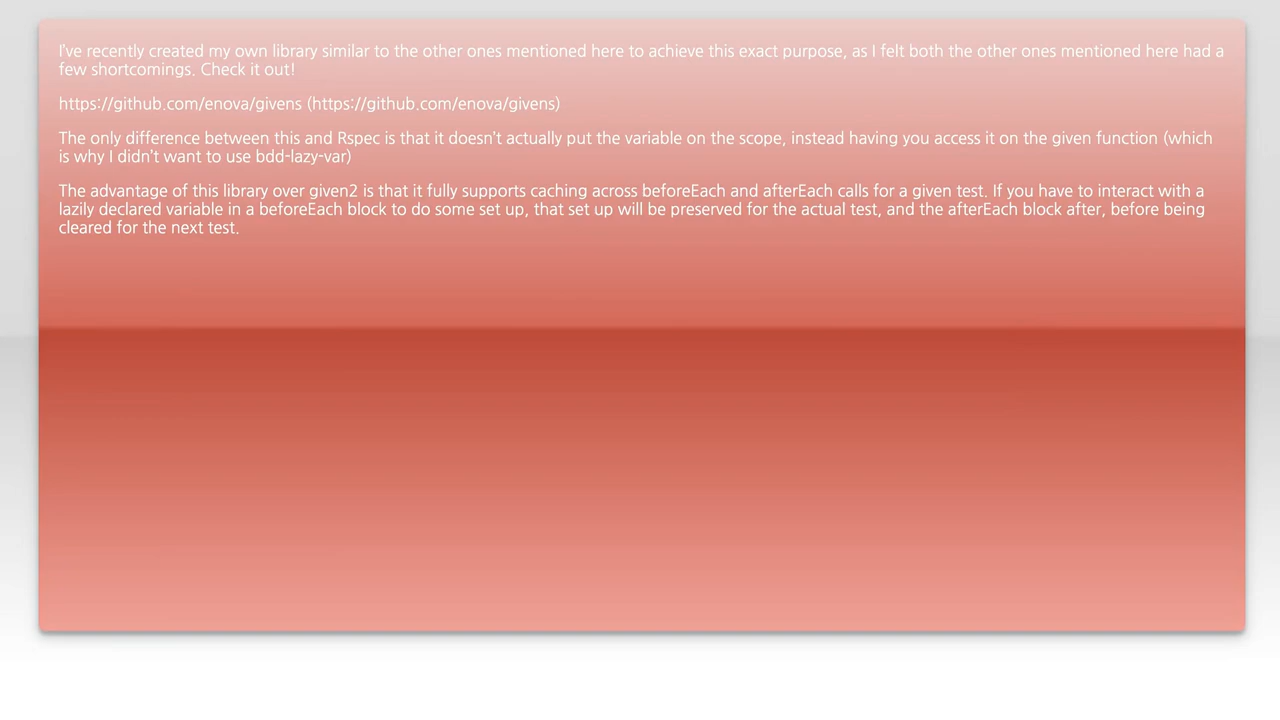 I've recently created my own library similar to the other ones mentioned here to achieve this exact purpose, as I felt both the other ones mentioned here had a
few shortcomings. Check it out!
https://github.com/enova/givens (https://github.com/enova/givens)
The only difference between this and Rspec is that it doesn't actually put the variable on the scope, instead having you access it on the given function (which
is why I didn't want to use bdd-lazy-var)
The advantage of this library over given2 is that it fully supports caching across beforeEach and afterEach calls for a given test. If you have to interact with a
lazily declared variable in a beforeEach block to do some set up, that set up will be preserved for the actual test, and the afterEach block after, before being
cleared for the next test.